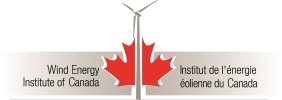 Wind Energy
Institute of Canada
Institut de l'énergie
éolienne du Canada